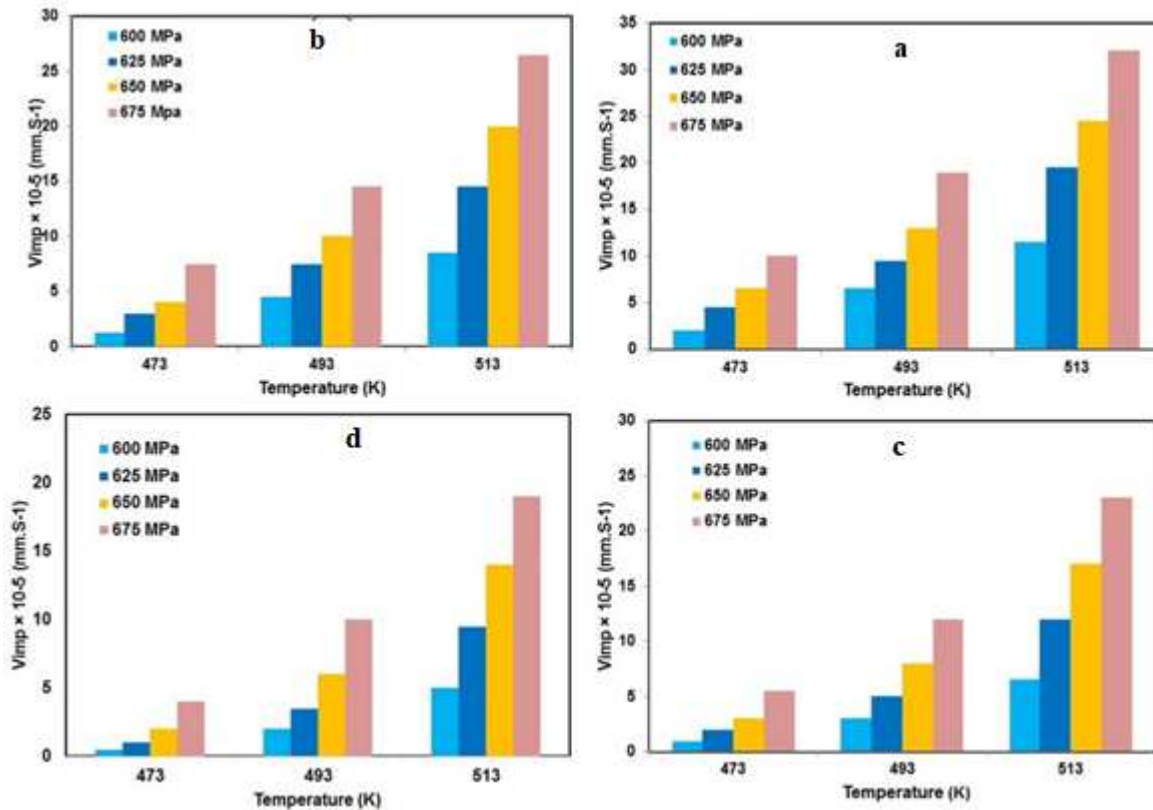 b
600 MPa
625 MPa
650 MPa
675 Mpa
30
25
20
15
10
5
0
Vimp × 10-5 (mm.S-1)
473
493
513
Temperature (K)
a
600 MPa
625 MPa
650 MPa
675 MPa
35
30
25
20
15
10
5
0
Vimp × 10-5 (mm.S-1)
473
493
513
Temperature (K)
d
600 MPa
625 MPa
650 MPa
675 MPa
25
20
15
10
5
0
Vimp × 10-5 (mm.S-1)
473
493
513
Temperature (K)
c
600 MPa
625 MPa
650 MPa
675 MPa
30
25
20
15
10
5
0
Vimp × 10-5 (mm.S-1)
473
493
513
Temperature (K)